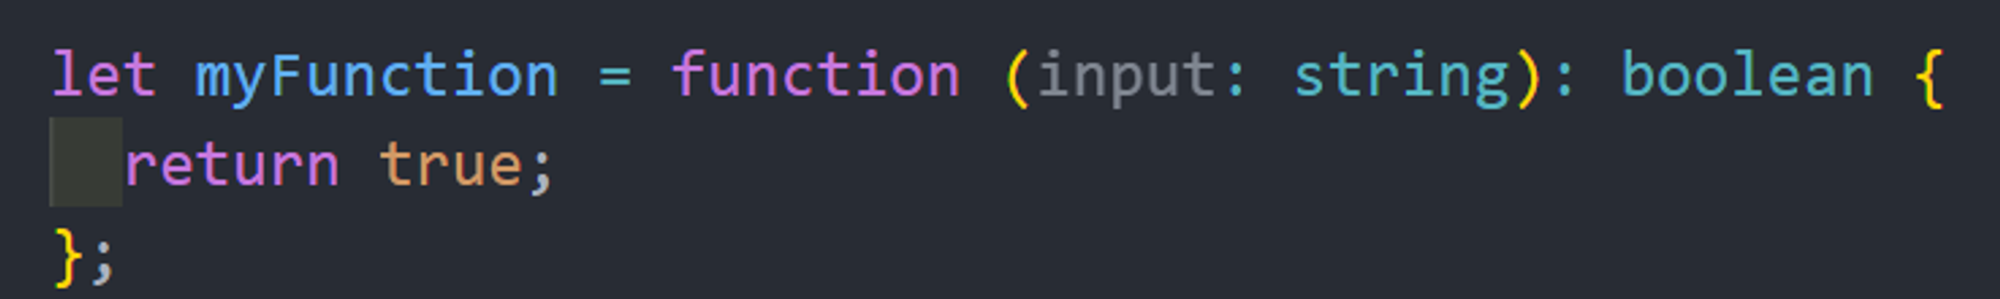 let myFunction = function (input: string): boolean {
  return true;
};